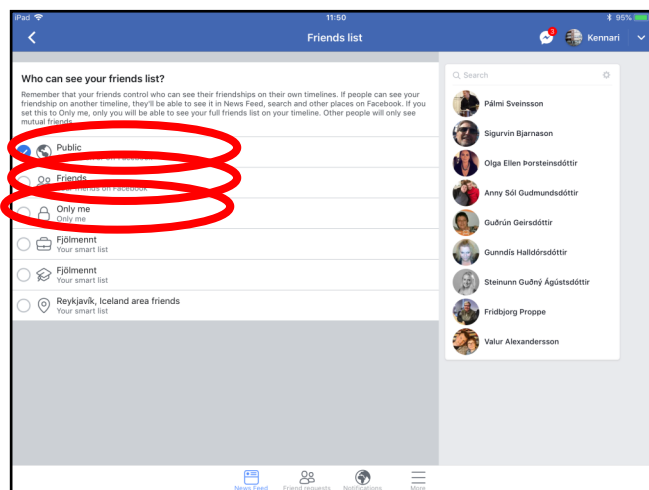 iPad
11:50
95%
Friends list
3
Kennari
Who can see your friends list?
Remember that your friends control who can see their friendships on their own timelines. If people can see your
friendship on another timeline, they'll be able to see it in News Feed, search and other places on Facebook. If you
set this to Only me, only you will be able to see your full friends list on your timeline. Other people will only see
mutual friends.
Public
Friends
Your friends on Facebook
Only me
Only me
Fjölmennt
Your smart list
Fjölmennt
Your smart list
Reykjavík, Iceland area friends
Your smart list
Search
Pálmi Sveinsson
Sigurvin Bjarnason
Olga Ellen Þorsteinsdóttir
Anny Sól Gudmundsdóttir
Guðrún Geirsdóttir
Gunndís Halldórsdóttir
Steinunn Guðný Ágústsdóttir
Fridbjorg Proppe
Valur Alexandersson
News Feed
Friend requests
Notifications
More